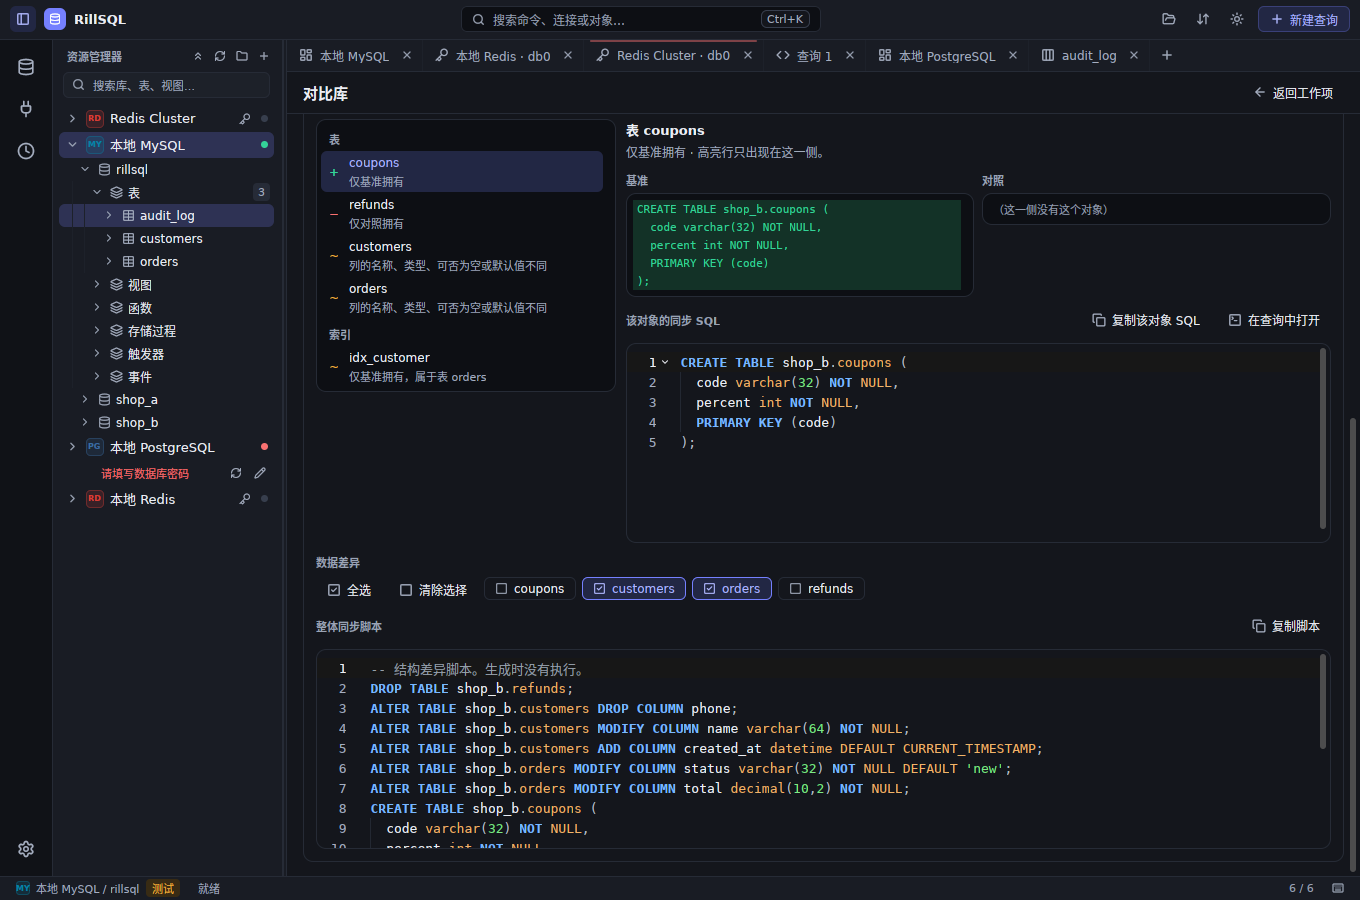 RillSQL
搜索命令、连接或对象... Ctrl+K
新建查询
资源管理器
搜索库、表、视图...
RD Redis Cluster
MY 本地 MySQL
rillsql
表 3
audit_log
customers
orders
视图
函数
存储过程
触发器
事件
shop_a
shop_b
PG 本地 PostgreSQL
请填写数据库密码
RD 本地 Redis
本地 MySQL
本地 Redis · db0
Redis Cluster · db0
查询 1
本地 PostgreSQL
audit_log
对比库
返回工作项
表
+ coupons
仅基准拥有
− refunds
仅对照拥有
~ customers
列的名称、类型、可否为空或默认值不同
~ orders
列的名称、类型、可否为空或默认值不同
索引
~ idx_customer
仅基准拥有，属于表 orders
表 coupons
仅基准拥有 · 高亮行只出现在这一侧。
基准
CREATE TABLE shop_b.coupons (
code varchar(32) NOT NULL,
percent int NOT NULL,
PRIMARY KEY (code)
);
对照
（这一侧没有这个对象）
该对象的同步 SQL
复制该对象 SQL
在查询中打开
1 CREATE TABLE shop_b.coupons (
2 code varchar(32) NOT NULL,
3 percent int NOT NULL,
4 PRIMARY KEY (code)
5 );
数据差异
全选
清除选择
coupons
customers
orders
refunds
整体同步脚本
复制脚本
1 -- 结构差异脚本。生成时没有执行。
2 DROP TABLE shop_b.refunds;
3 ALTER TABLE shop_b.customers DROP COLUMN phone;
4 ALTER TABLE shop_b.customers MODIFY COLUMN name varchar(64) NOT NULL;
5 ALTER TABLE shop_b.customers ADD COLUMN created_at datetime DEFAULT CURRENT_TIMESTAMP;
6 ALTER TABLE shop_b.orders MODIFY COLUMN status varchar(32) NOT NULL DEFAULT 'new';
7 ALTER TABLE shop_b.orders MODIFY COLUMN total decimal(10,2) NOT NULL;
8 CREATE TABLE shop_b.coupons (
9 code varchar(32) NOT NULL,
10 percent int NOT NULL
MY 本地 MySQL / rillsql 测试 就绪
6 / 6